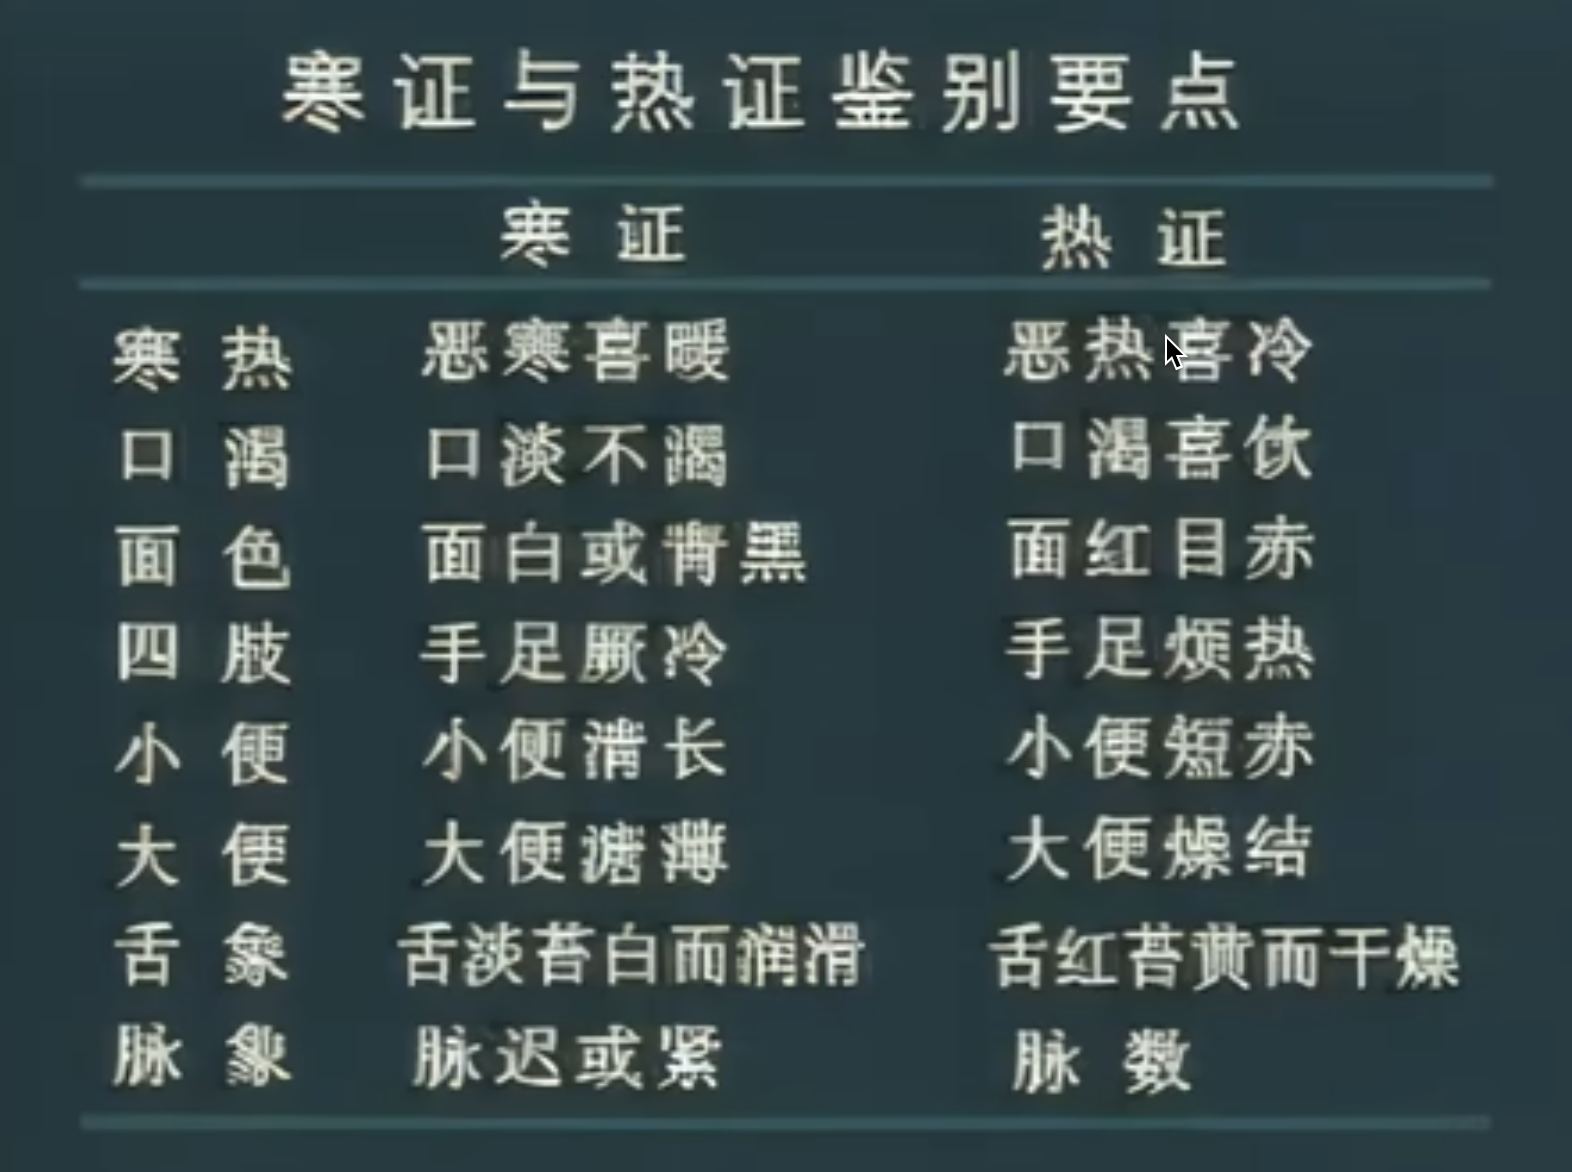 寒证与热证鉴别要点
寒证 热证
寒热 恶寒喜暖 恶热喜冷
口渴 口淡不渴 口渴喜饮
面色 面白或青黑 面红目赤
四肢 手足厥冷 手足烦热
小便 小便清长 小便短赤
大便 大便溏薄 大便燥结
舌象 舌淡苔白而润滑 舌红苔黄而干燥
脉象 脉迟或紧 脉数